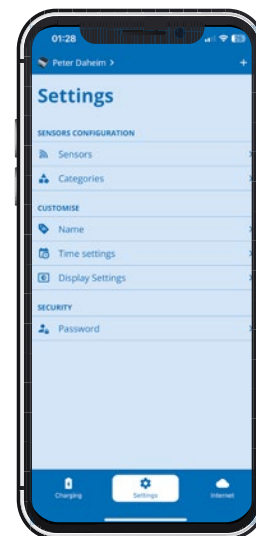 01:28
Peter Daheim >
+
Settings
SENSORS CONFIGURATION
Sensors
Categories
CUSTOMISE
Name
Time settings
Display Settings
SECURITY
Password
Charging Settings Internet